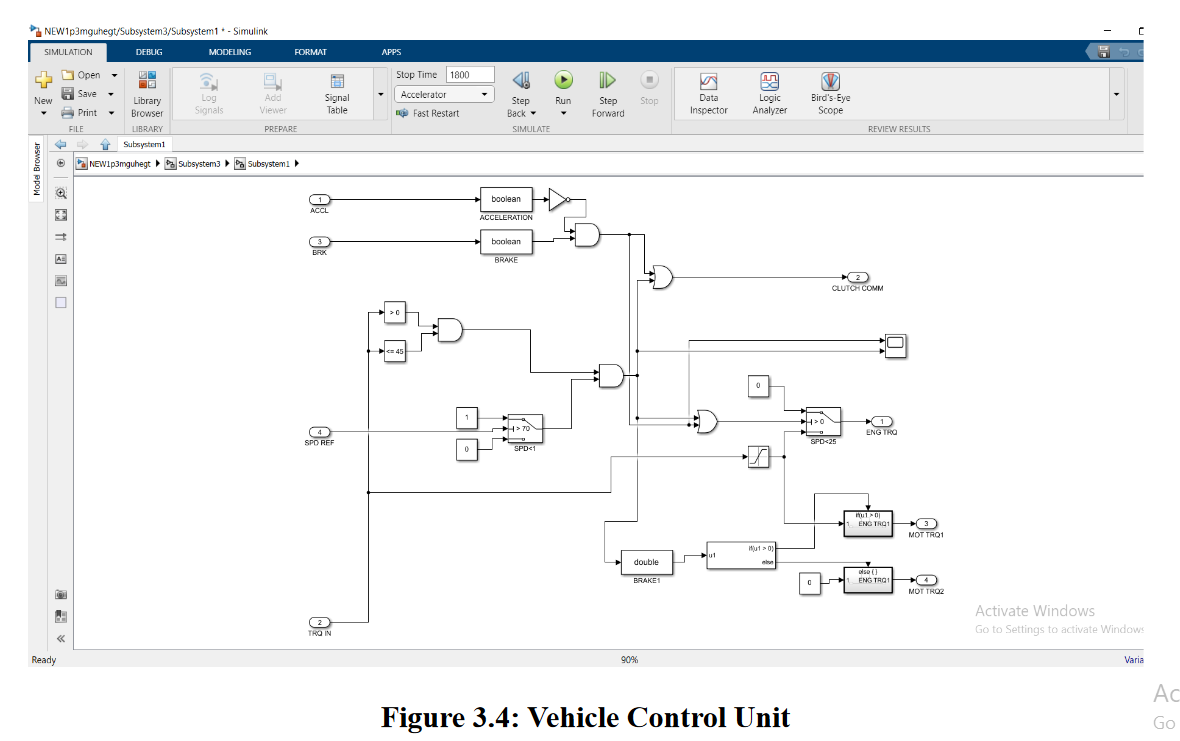 NEW1p3mguhegt/Subsystem3/Subsystem1 * - Simulink
SIMULATION DEBUG MODELING FORMAT APPS
New
Open
Save
Print
FILE
Library Browser
LIBRARY
Log Signals
Add Viewer
Signal Table
PREPARE
Stop Time 1800
Accelerator
Fast Restart
Step Back
Run
Step Forward
Stop
SIMULATE
Data Inspector
Logic Analyzer
Bird's-Eye Scope
REVIEW RESULTS
Model Browser
Subsystem1
NEW1p3mguhegt Subsystem3 Subsystem1
1
ACCL
boolean
ACCELERATION
3
BRK
boolean
BRAKE
2
CLUTCH COMM
> 0
<= 45
0
1
4
SPD REF
> 70
0
SPD<1
> 0
SPD<25
1
ENG TRQ
if(u1 > 0)
1 ENG TRQ1
3
MOT TRQ1
double
BRAKE1
u1
if(u1 > 0)
else
0
else { }
1 ENG TRQ1
4
MOT TRQ2
2
TRQ IN
Activate Windows
Go to Settings to activate Windows
Ready 90% Varia
Ac
Go
Figure 3.4: Vehicle Control Unit